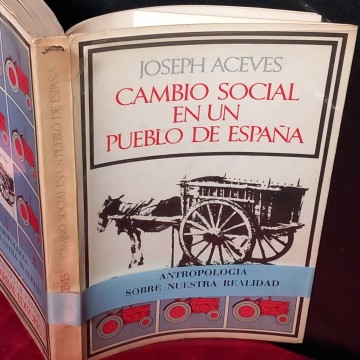 JOSEPH ACEVES
CAMBIO SOCIAL
EN UN
PUEBLO DE ESPAÑA
ANTROPOLOGIA
SOBRE NUESTRA REALIDAD
CAMBIO SOCIAL EN UN PUEBLO DE ESPAÑA